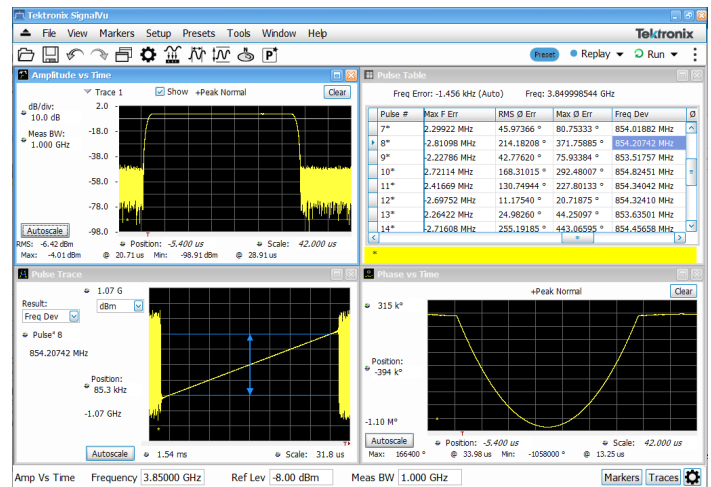 Tektronix SignalVu
File View Markers Setup Presets Tools Window Help
Tektronix
Preset Replay Run
Amplitude vs Time
Trace 1 Show +Peak Normal Clear
dB/div:
10.0 dB
Meas BW:
1.000 GHz
2.0
-18.0
-38.0
-58.0
-78.0
-98.0
Autoscale
RMS: -6.42 dBm
Position: -5.400 us Scale: 42.000 us
Max: -4.01 dBm @ 20.71 us Min: -98.91 dBm @ 28.91 us
Pulse Table
Freq Error: -1.456 kHz (Auto) Freq: 3.849998544 GHz
Pulse # Max F Err RMS Ø Err Max Ø Err Freq Dev Ø
7* 2.29922 MHz 45.97366 ° 80.75333 ° 854.01882 MHz
8* -2.81098 MHz 214.18208 ° 371.75885 ° 854.20742 MHz
9* -2.22786 MHz 42.77620 ° 75.93384 ° 853.51757 MHz
10* 2.72114 MHz 168.31015 ° 292.48007 ° 854.82451 MHz
11* 2.41669 MHz 130.74944 ° 227.80133 ° 854.34042 MHz
12* -2.69752 MHz 11.17540 ° 20.71875 ° 854.32410 MHz
13* 2.26422 MHz 24.98260 ° 44.25097 ° 853.63501 MHz
14* -2.71608 MHz 255.19185 ° 443.06595 ° 854.45658 MHz
*
Pulse Trace
Result:
Freq Dev
dBm
1.07 G
Pulse* 8
854.20742 MHz
Position:
85.3 kHz
-1.07 GHz
Autoscale 1.54 ms Scale: 31.8 us
Phase vs Time
+Peak Normal Clear
315 k°
Position:
-394 k°
-1.10 M°
Autoscale Position: -5.400 us Scale: 42.000 us
Max: 166400 ° @ 33.98 us Min: -1058000 ° @ 13.25 us
Amp Vs Time Frequency 3.85000 GHz Ref Lev -8.00 dBm Meas BW 1.000 GHz Markers Traces